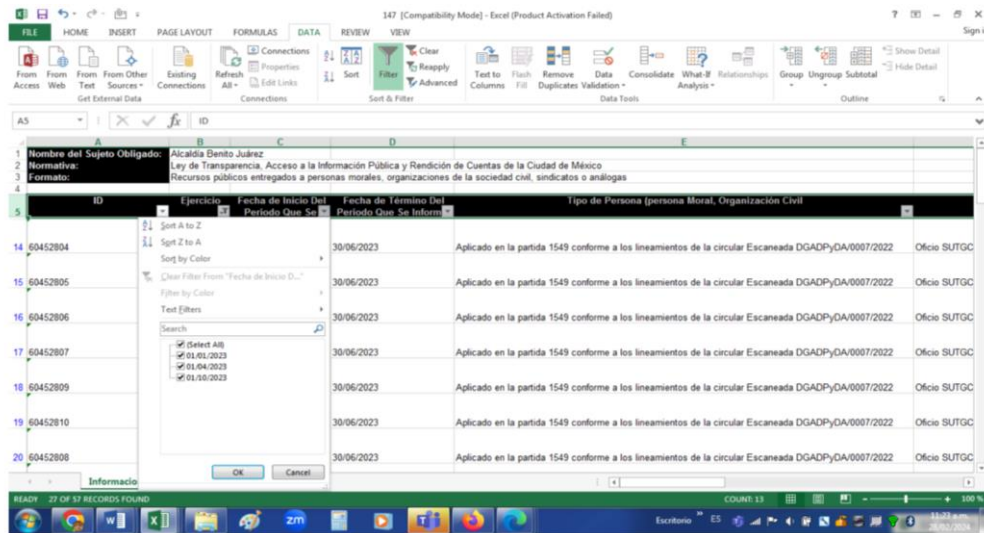 147 [Compatibility Mode] - Excel (Product Activation Failed)
FILE HOME INSERT PAGE LAYOUT FORMULAS DATA REVIEW VIEW Sign i
From Access From Web From Text From Other Sources Existing Connections Refresh All Connections Properties Edit Links Sort Filter Clear Reapply Advanced Text to Columns Flash Fill Remove Duplicates Data Validation Consolidate What-If Analysis Relationships Group Ungroup Subtotal Show Detail Hide Detail
Get External Data Connections Sort & Filter Data Tools Outline
A5 fx ID
A B C D E
1 Nombre del Sujeto Obligado: Alcaldía Benito Juárez
2 Normativa: Ley de Transparencia, Acceso a la Información Pública y Rendición de Cuentas de la Ciudad de México
3 Formato: Recursos públicos entregados a personas morales, organizaciones de la sociedad civil, sindicatos o análogas
4
5 ID Ejercicio Fecha de Inicio Del Periodo Que Se Fecha de Término Del Periodo Que Se Inform Tipo de Persona (persona Moral, Organización Civil
14 60452804 30/06/2023 Aplicado en la partida 1549 conforme a los lineamientos de la circular Escaneada DGADPyDA/0007/2022 Oficio SUTGC
15 60452805 30/06/2023 Aplicado en la partida 1549 conforme a los lineamientos de la circular Escaneada DGADPyDA/0007/2022 Oficio SUTGC
16 60452806 30/06/2023 Aplicado en la partida 1549 conforme a los lineamientos de la circular Escaneada DGADPyDA/0007/2022 Oficio SUTGC
17 60452807 30/06/2023 Aplicado en la partida 1549 conforme a los lineamientos de la circular Escaneada DGADPyDA/0007/2022 Oficio SUTGC
18 60452809 30/06/2023 Aplicado en la partida 1549 conforme a los lineamientos de la circular Escaneada DGADPyDA/0007/2022 Oficio SUTGC
19 60452810 30/06/2023 Aplicado en la partida 1549 conforme a los lineamientos de la circular Escaneada DGADPyDA/0007/2022 Oficio SUTGC
20 60452808 30/06/2023 Aplicado en la partida 1549 conforme a los lineamientos de la circular Escaneada DGADPyDA/0007/2022 Oficio SUTGC
Sort A to Z
Sort Z to A
Sort by Color
Clear Filter From "Fecha de Inicio D..."
Filter by Color
Text Filters
Search
(Select All)
01/01/2023
01/04/2023
01/10/2023
OK Cancel
Informacio
READY 27 OF 57 RECORDS FOUND COUNT: 13 100 %
zm Escritorio ES 11:23 a.m.
28/02/2024